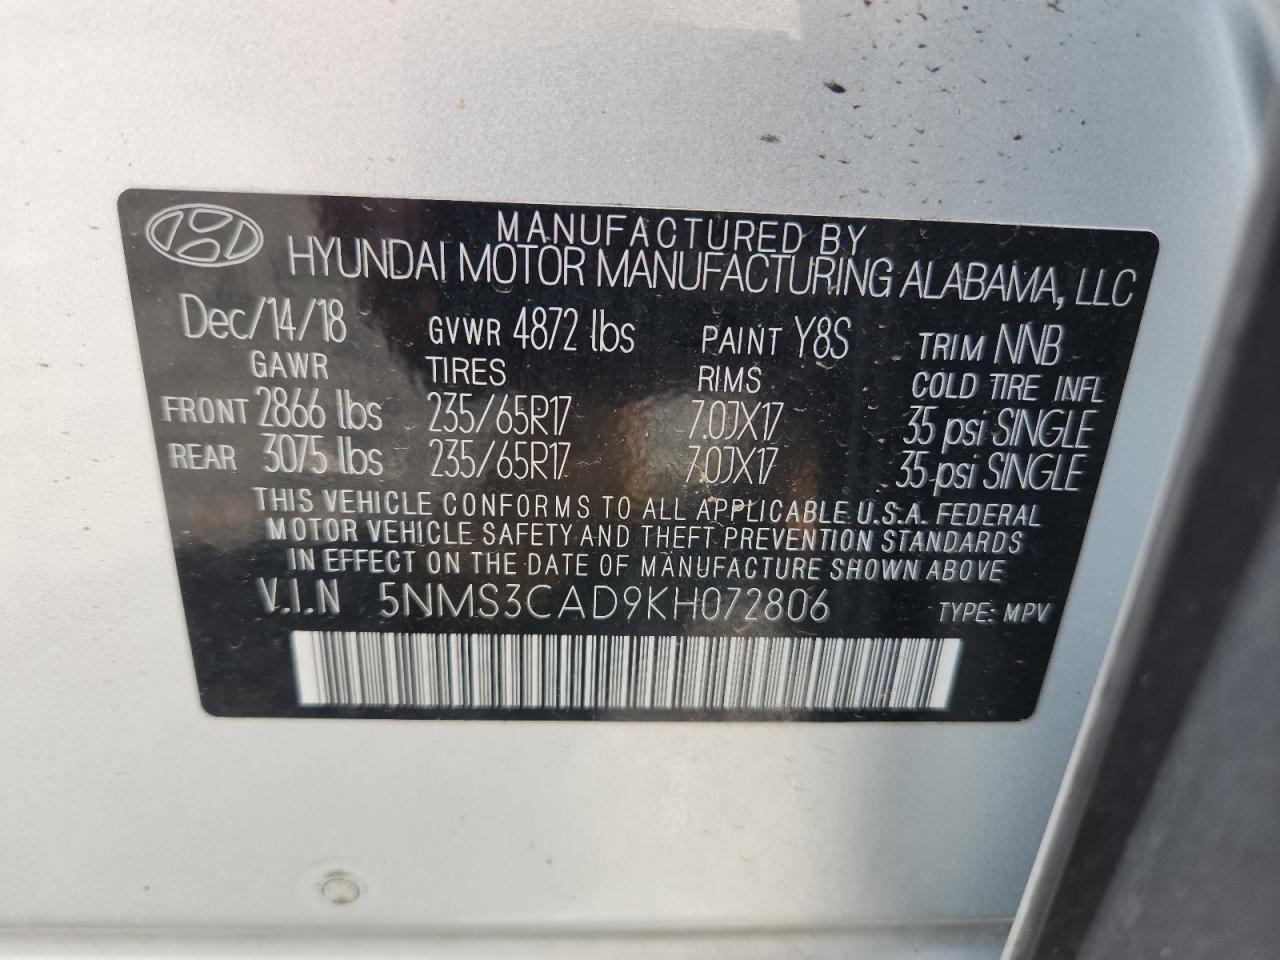 MANUFACTURED BY
HYUNDAI MOTOR MANUFACTURING ALABAMA, LLC
Dec/14/18 GVWR 4872 lbs PAINT Y8S TRIM NNB
GAWR TIRES RIMS COLD TIRE INFL
FRONT 2866 lbs 235/65R17 7.0JX17 35 psi SINGLE
REAR 3075 lbs 235/65R17 7.0JX17 35 psi SINGLE
THIS VEHICLE CONFORMS TO ALL APPLICABLE U.S.A. FEDERAL
MOTOR VEHICLE SAFETY AND THEFT PREVENTION STANDARDS
IN EFFECT ON THE DATE OF MANUFACTURE SHOWN ABOVE
V.I.N 5NMS3CAD9KH072806 TYPE: MPV